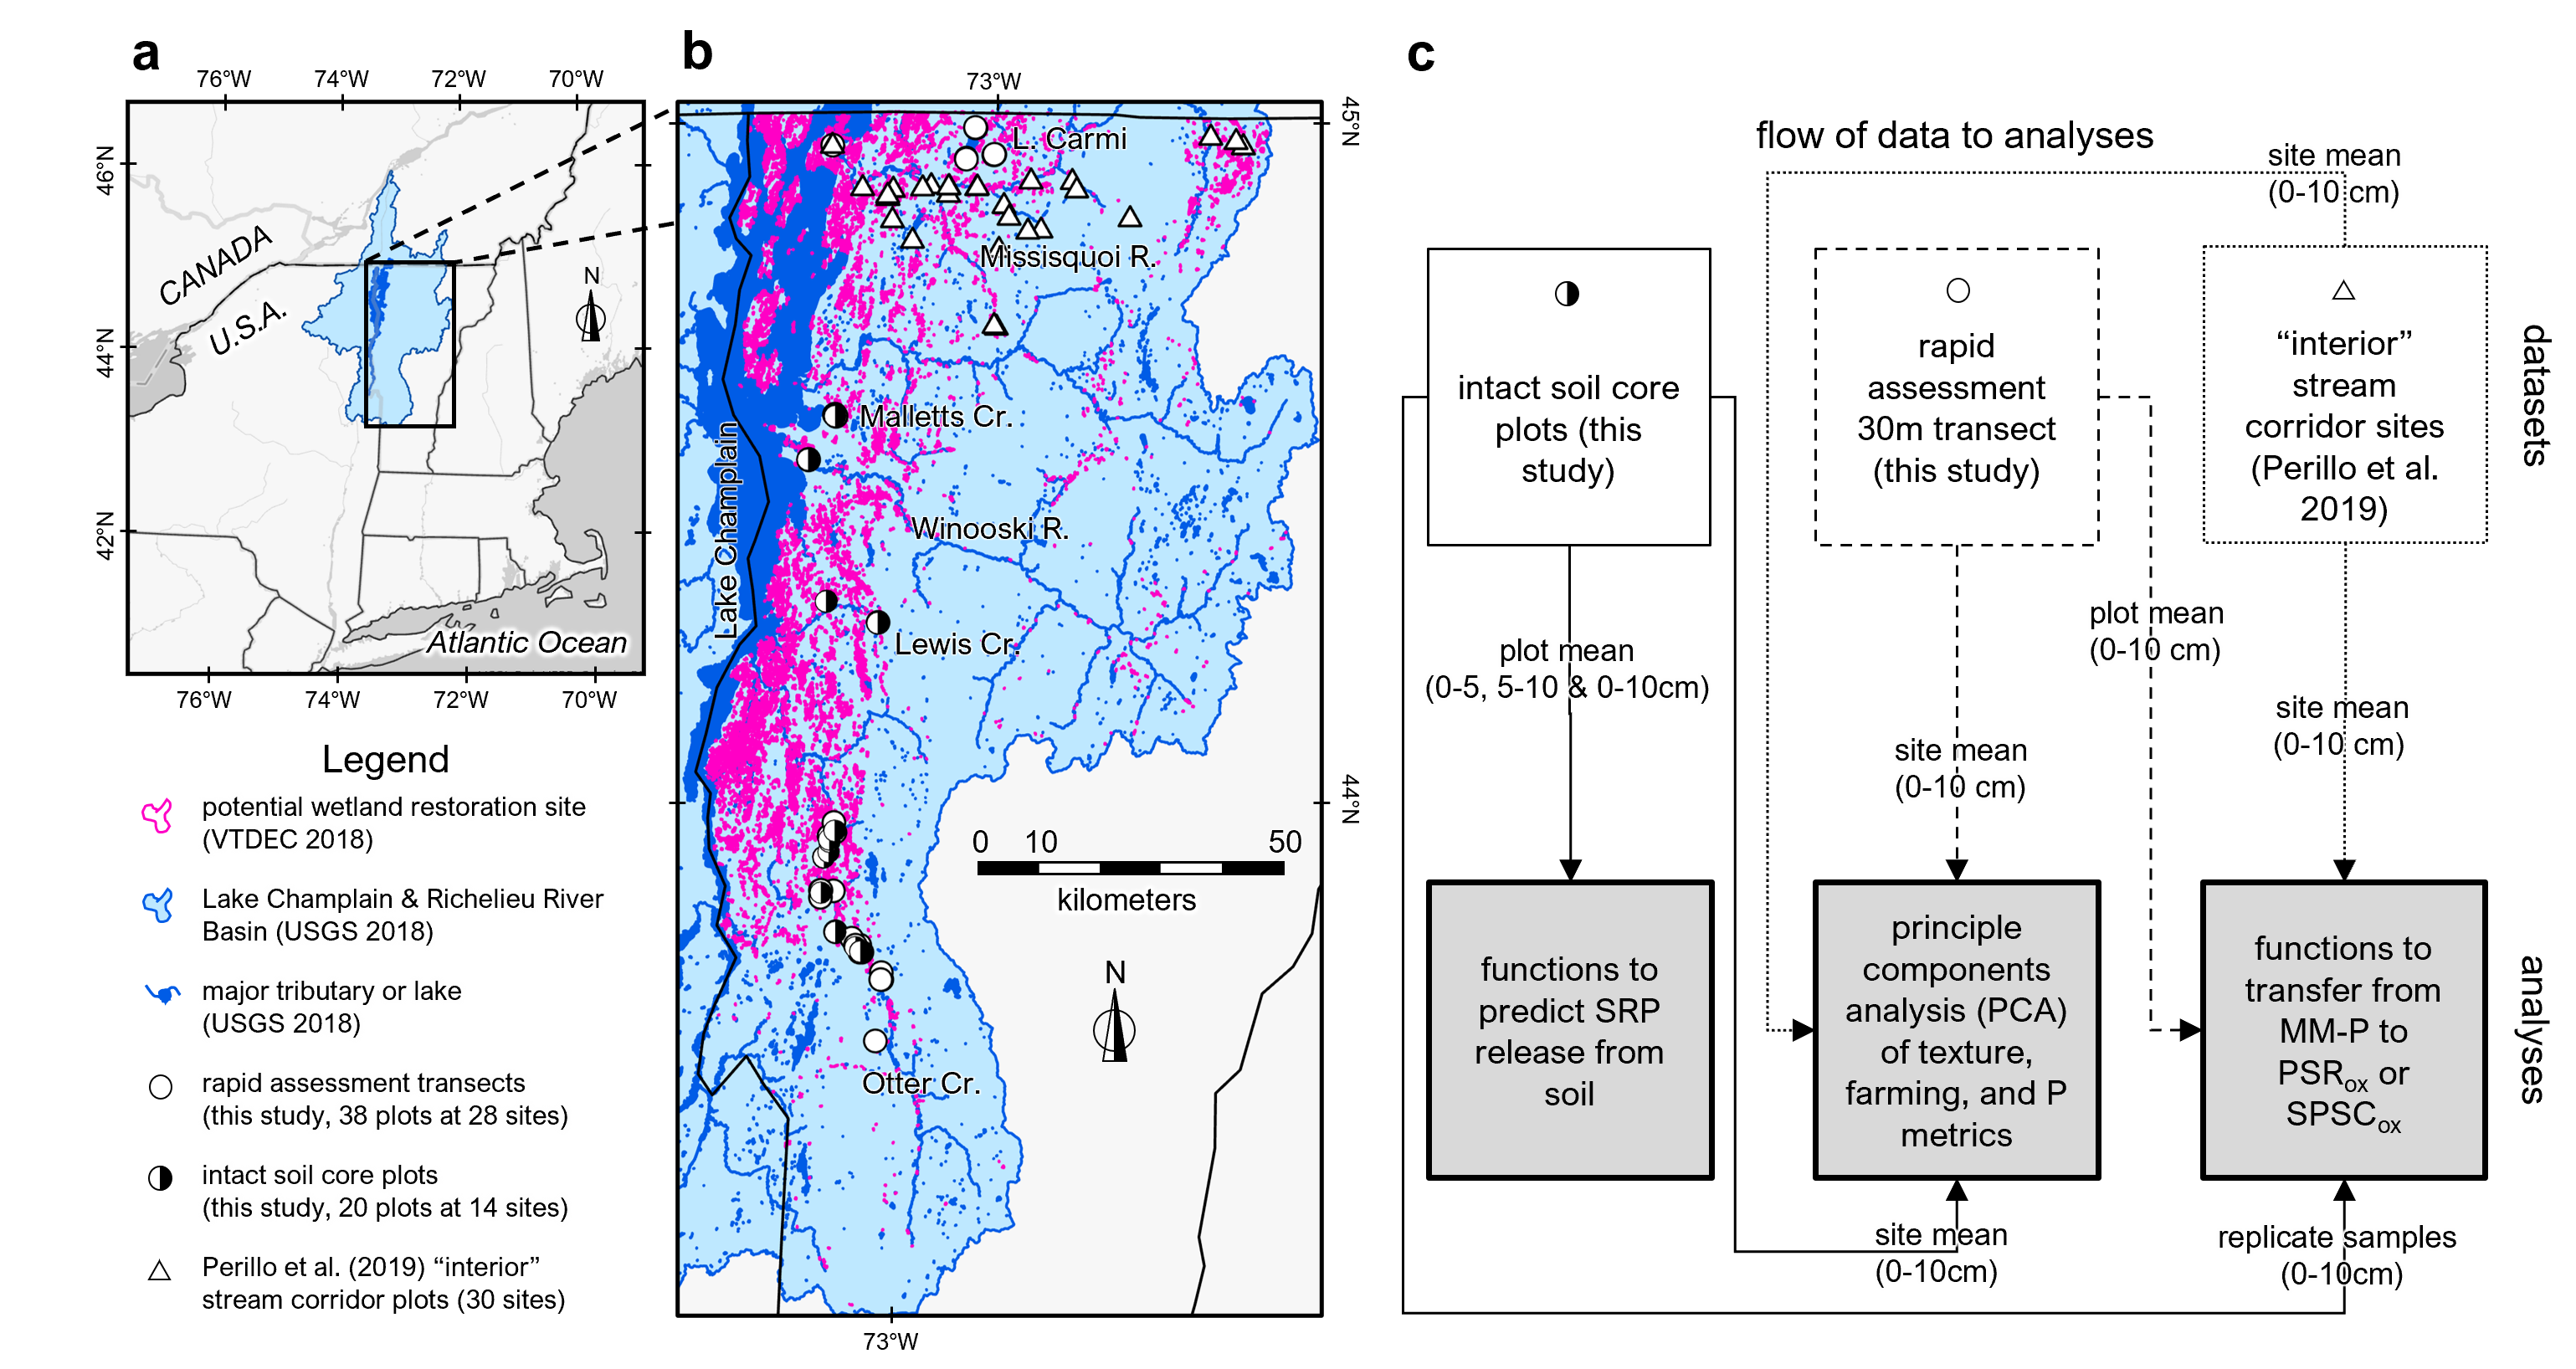 a
76°W 74°W 72°W 70°W
46°N
44°N
42°N
CANADA
U.S.A.
N
Atlantic Ocean
76°W 74°W 72°W 70°W
Legend
potential wetland restoration site
(VTDEC 2018)
Lake Champlain & Richelieu River
Basin (USGS 2018)
major tributary or lake
(USGS 2018)
rapid assessment transects
(this study, 38 plots at 28 sites)
intact soil core plots
(this study, 20 plots at 14 sites)
Perillo et al. (2019) “interior”
stream corridor plots (30 sites)
b
73°W
45°N
L. Carmi
Missisquoi R.
Malletts Cr.
Lake Champlain
Winooski R.
Lewis Cr.
44°N
0 10 50
kilometers
N
Otter Cr.
73°W
c
flow of data to analyses
site mean
(0-10 cm)
intact soil core
plots (this
study)
rapid
assessment
30m transect
(this study)
“interior”
stream
corridor sites
(Perillo et al.
2019)
datasets
plot mean
(0-5, 5-10 & 0-10cm)
site mean
(0-10 cm)
plot mean
(0-10 cm)
site mean
(0-10 cm)
functions to
predict SRP
release from
soil
principle
components
analysis (PCA)
of texture,
farming, and P
metrics
functions to
transfer from
MM-P to
PSRox or
SPSCox
analyses
site mean
(0-10cm)
replicate samples
(0-10cm)